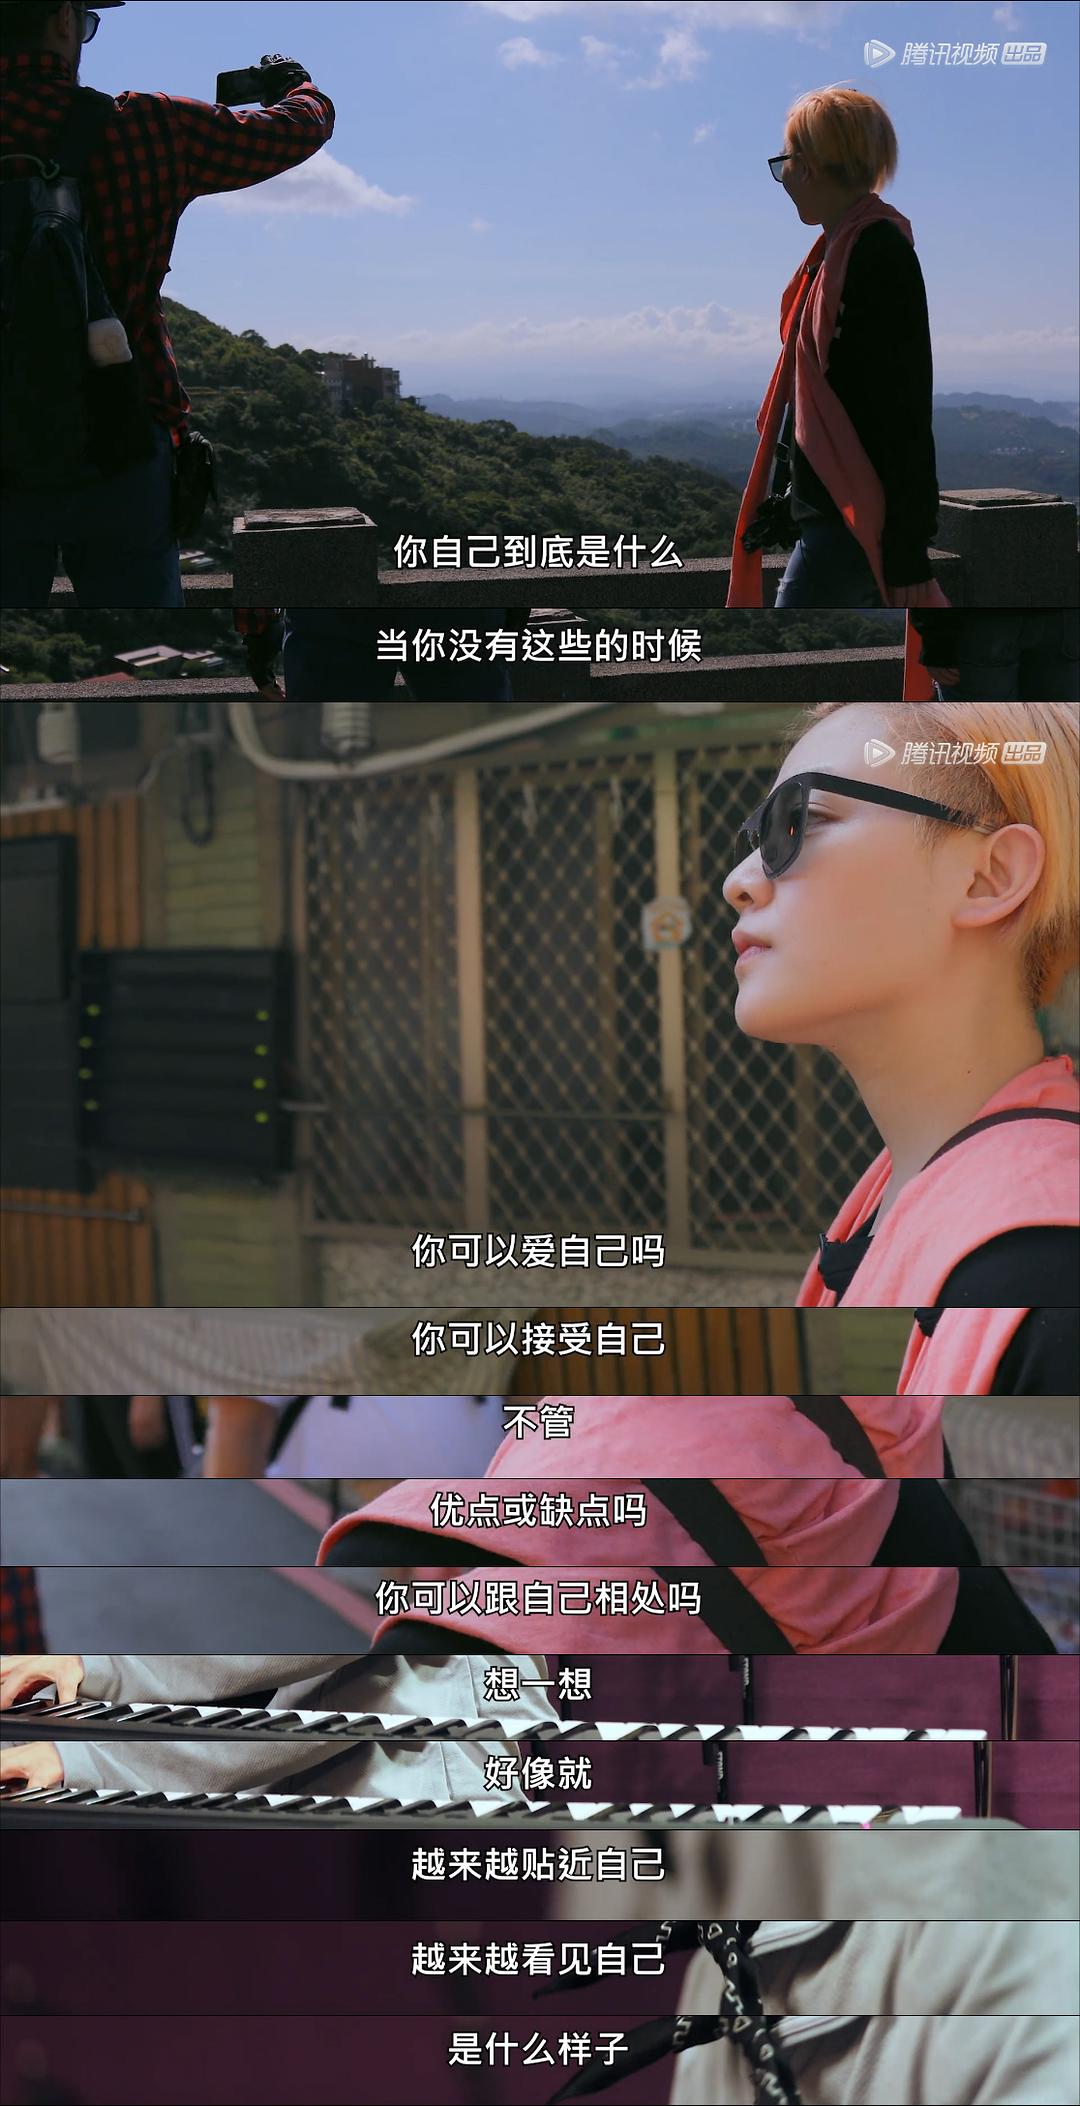 腾讯视频 出品
你自己到底是什么
当你没有这些的时候
腾讯视频 出品
你可以爱自己吗
你可以接受自己
不管
优点或缺点吗
你可以跟自己相处吗
想一想
好像就
越来越贴近自己
越来越看见自己
是什么样子